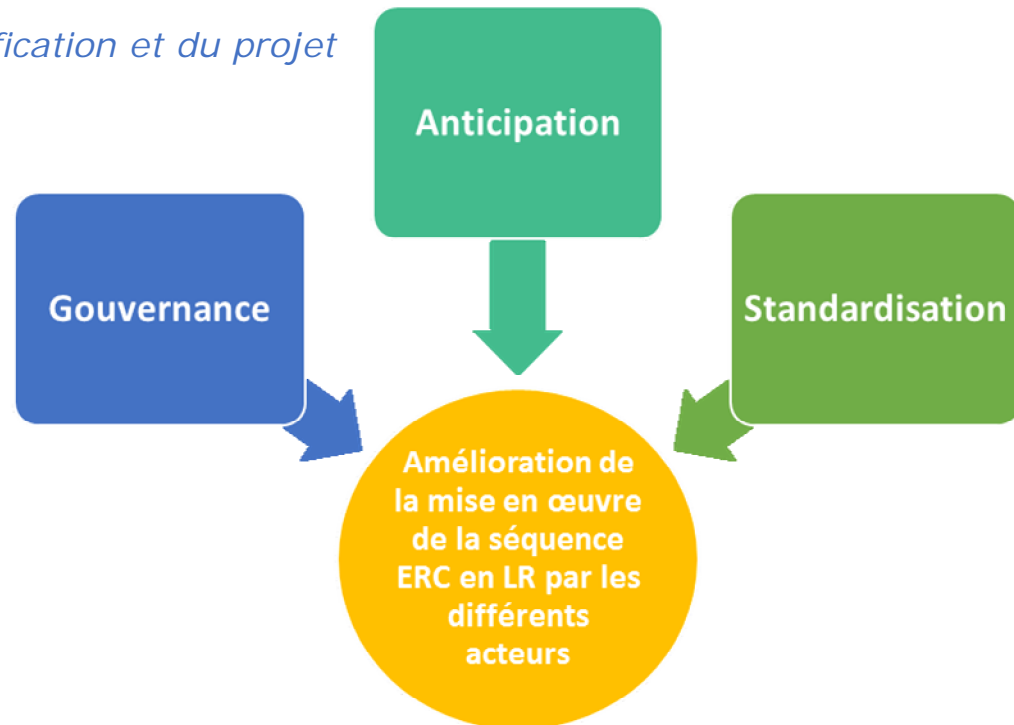 fication et du projet
Anticipation
Gouvernance
Standardisation
Amélioration de
la mise en œuvre
de la séquence
ERC en LR par les
différents
acteurs